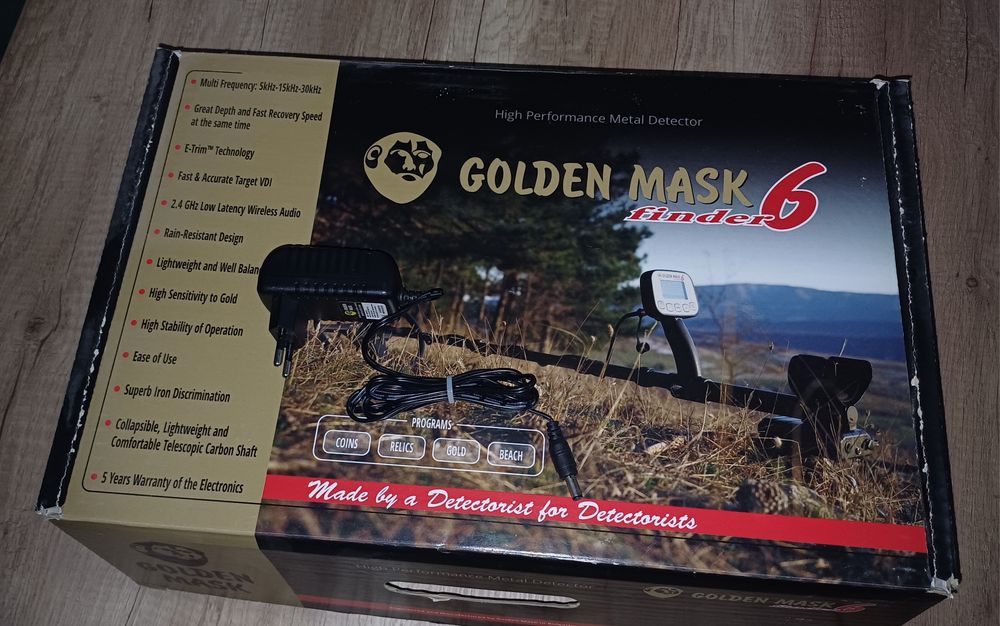 Multi Frequency: 5kHz-15kHz-30kHz
Great Depth and Fast Recovery Speed
at the same time
E-Trim™ Technology
Fast & Accurate Target VDI
2.4 GHz Low Latency Wireless Audio
Rain-Resistant Design
Lightweight and Well Balan
High Sensitivity to Gold
High Stability of Operation
Ease of Use
Superb Iron Discrimination
Collapsible, Lightweight and
Comfortable Telescopic Carbon Shaft
5 Years Warranty of the Electronics
High Performance Metal Detector
GOLDEN MASK 6
finder
PROGRAMS
COINS RELICS GOLD BEACH
Made by a Detectorist for Detectorists
GOLDEN
MASK
High Performance Metal Detector
GOLDEN MASK 6